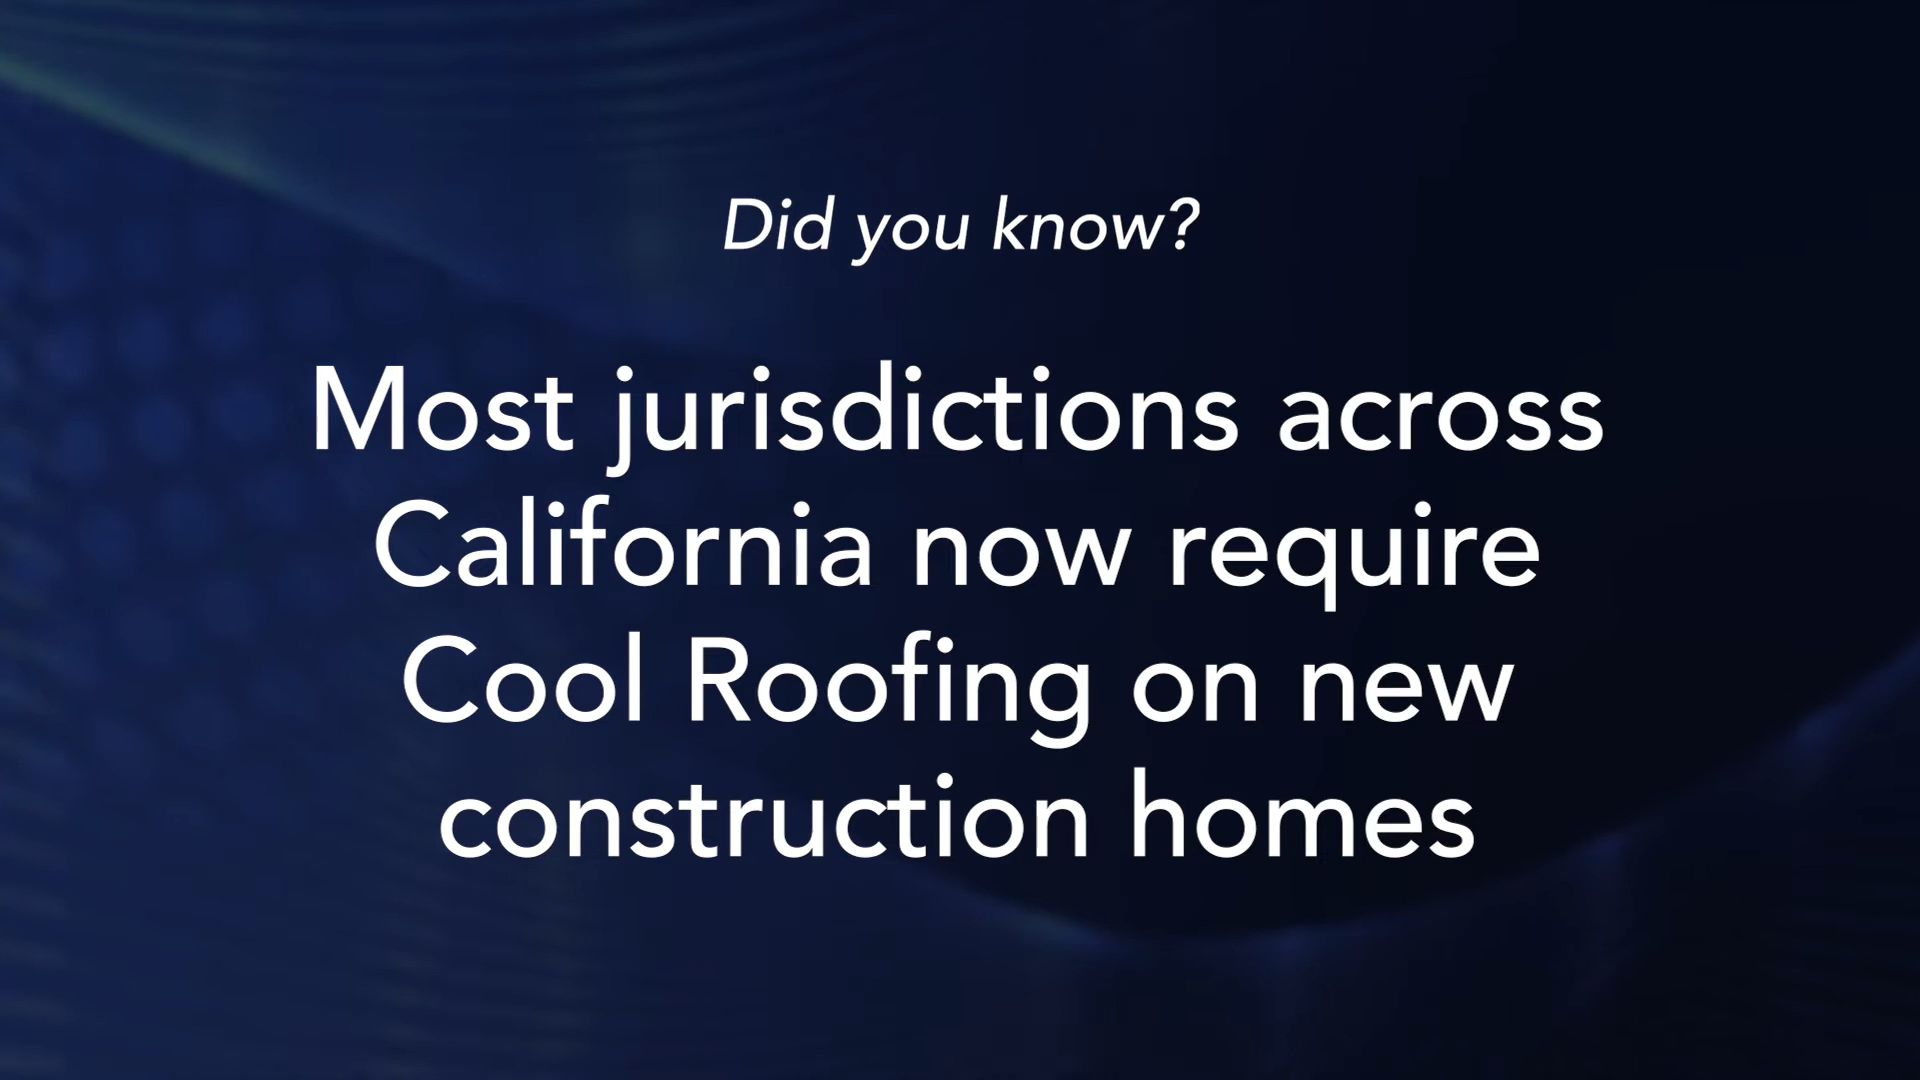 Did you know?
Most jurisdictions across
California now require
Cool Roofing on new
construction homes